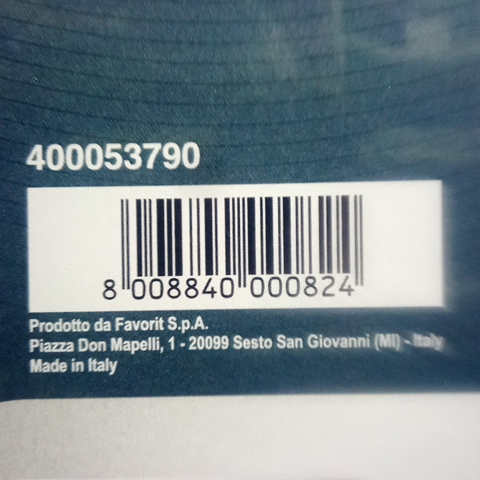 400053790
8 008840 000824
Prodotto da Favorit S.p.A.
Piazza Don Mapelli, 1 - 20099 Sesto San Giovanni (MI) - Italy
Made in Italy